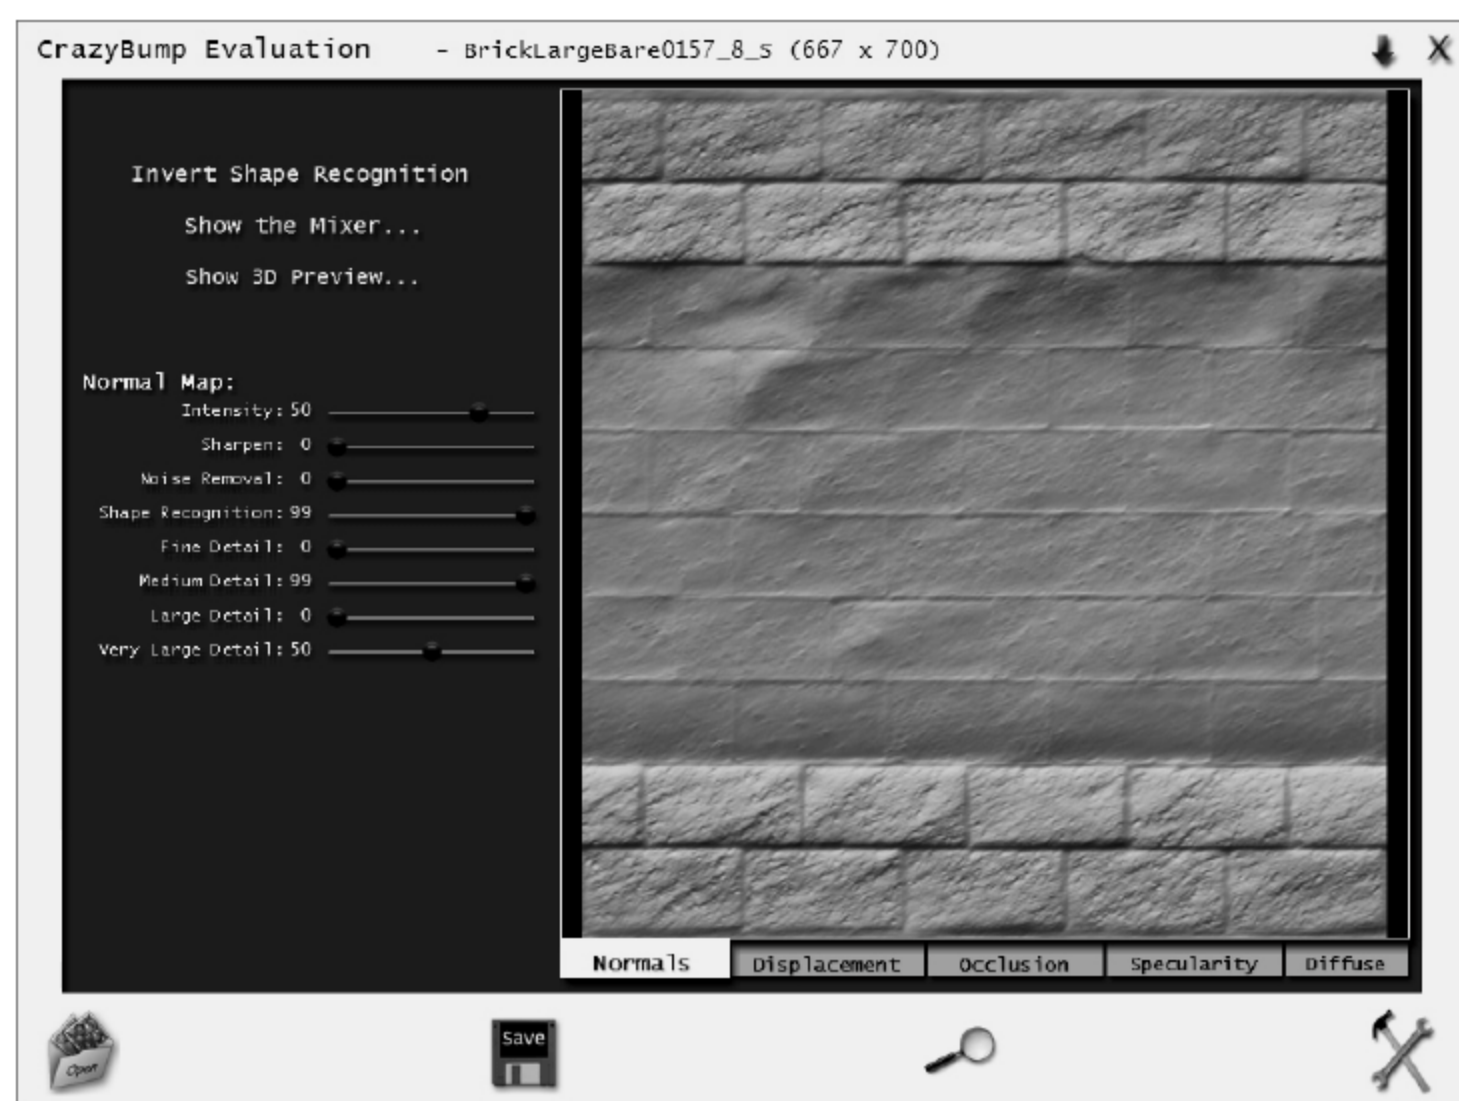 CrazyBump Evaluation - BrickLargeBare0157_8_S (667 x 700) X
Invert Shape Recognition
Show the Mixer...
Show 3D Preview...
Normal Map:
Intensity: 50
Sharpen: 0
Noise Removal: 0
Shape Recognition: 99
Fine Detail: 0
Medium Detail: 99
Large Detail: 0
Very Large Detail: 50
Normals Displacement Occlusion Specularity Diffuse
Open Save